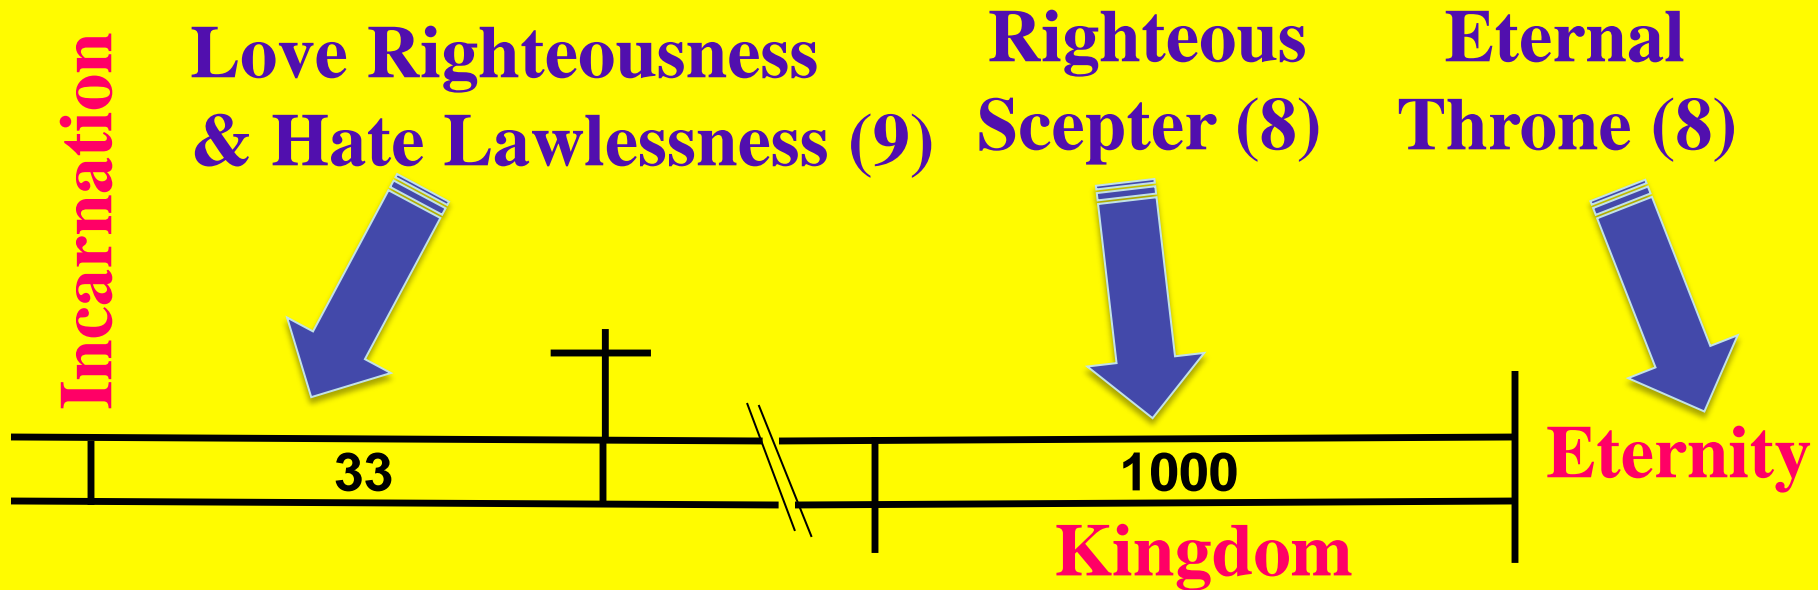 Incarnation
Love Righteousness
& Hate Lawlessness (9)
Righteous
Scepter (8)
Eternal
Throne (8)
33
1000
Eternity
Kingdom